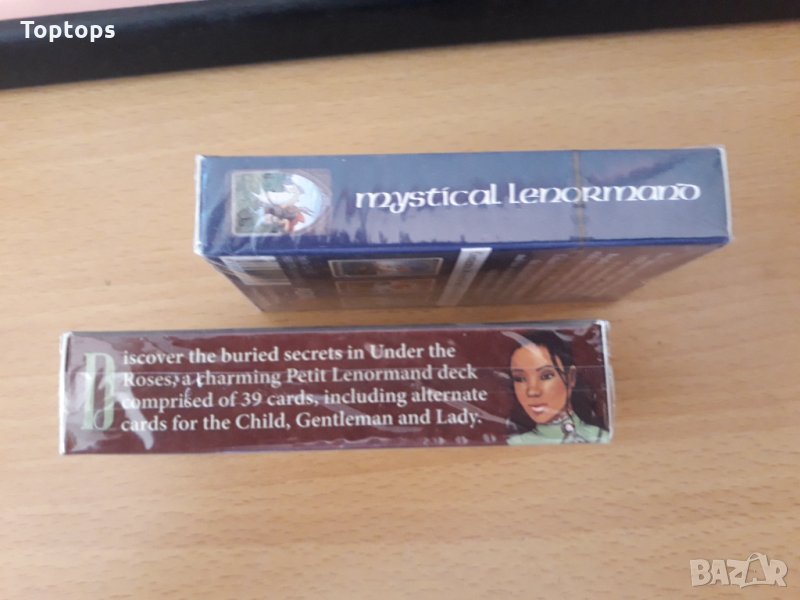 Toptops
mystical lenormand
Discover the buried secrets in Under the
Roses, a charming Petit Lenormand deck
comprised of 39 cards, including alternate
cards for the Child, Gentleman and Lady.
BAZAR